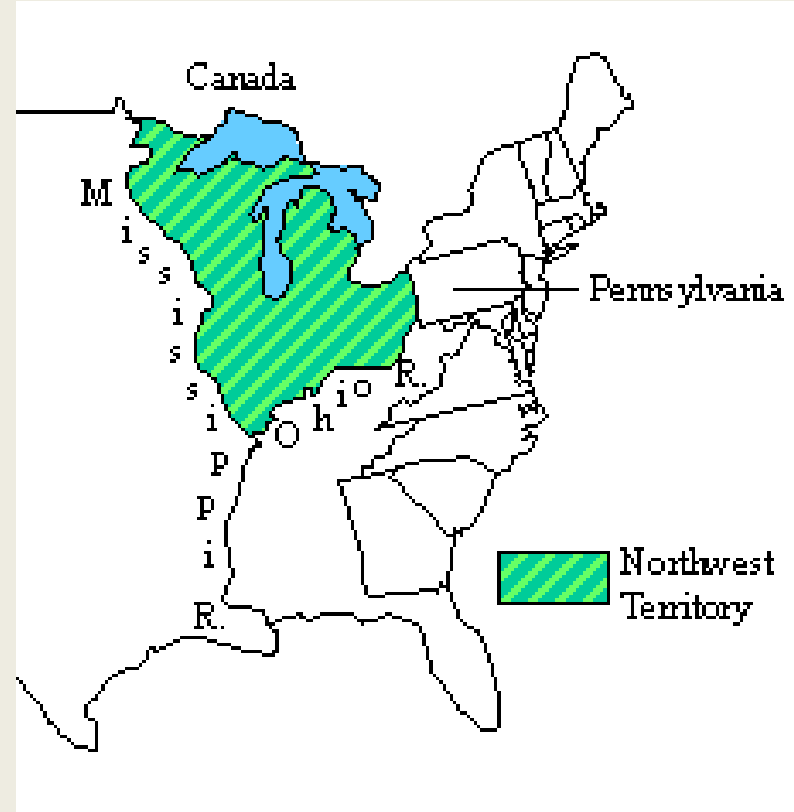 Canada
Mississippi R.
Ohio R.
Pennsylvania
Northwest
Territory